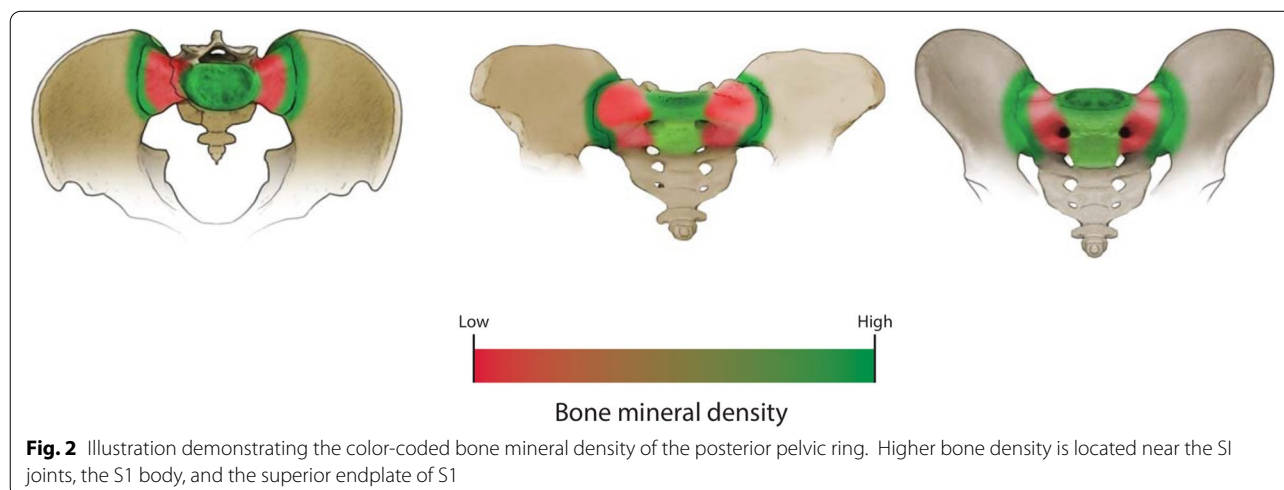 Low
High
Bone mineral density
Fig. 2 Illustration demonstrating the color-coded bone mineral density of the posterior pelvic ring. Higher bone density is located near the SI
joints, the S1 body, and the superior endplate of S1